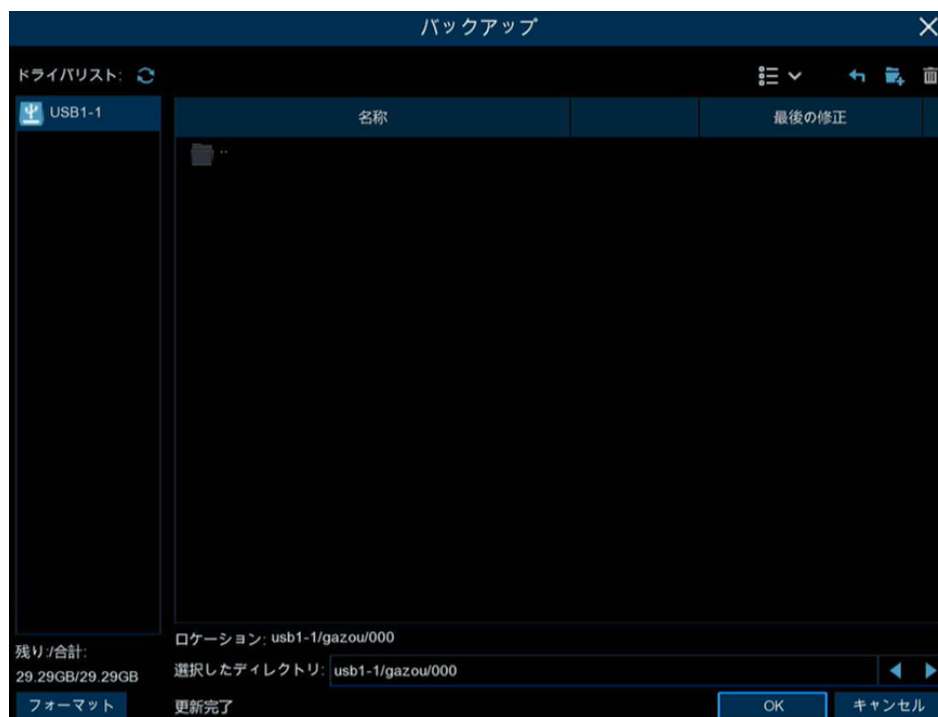 バックアップ
ドライバリスト:
USB1-1
名称
最後の修正
..
ロケーション: usb1-1/gazou/000
残り:/合計:
選択したディレクトリ: usb1-1/gazou/000
29.29GB/29.29GB
フォーマット
更新完了
OK
キャンセル